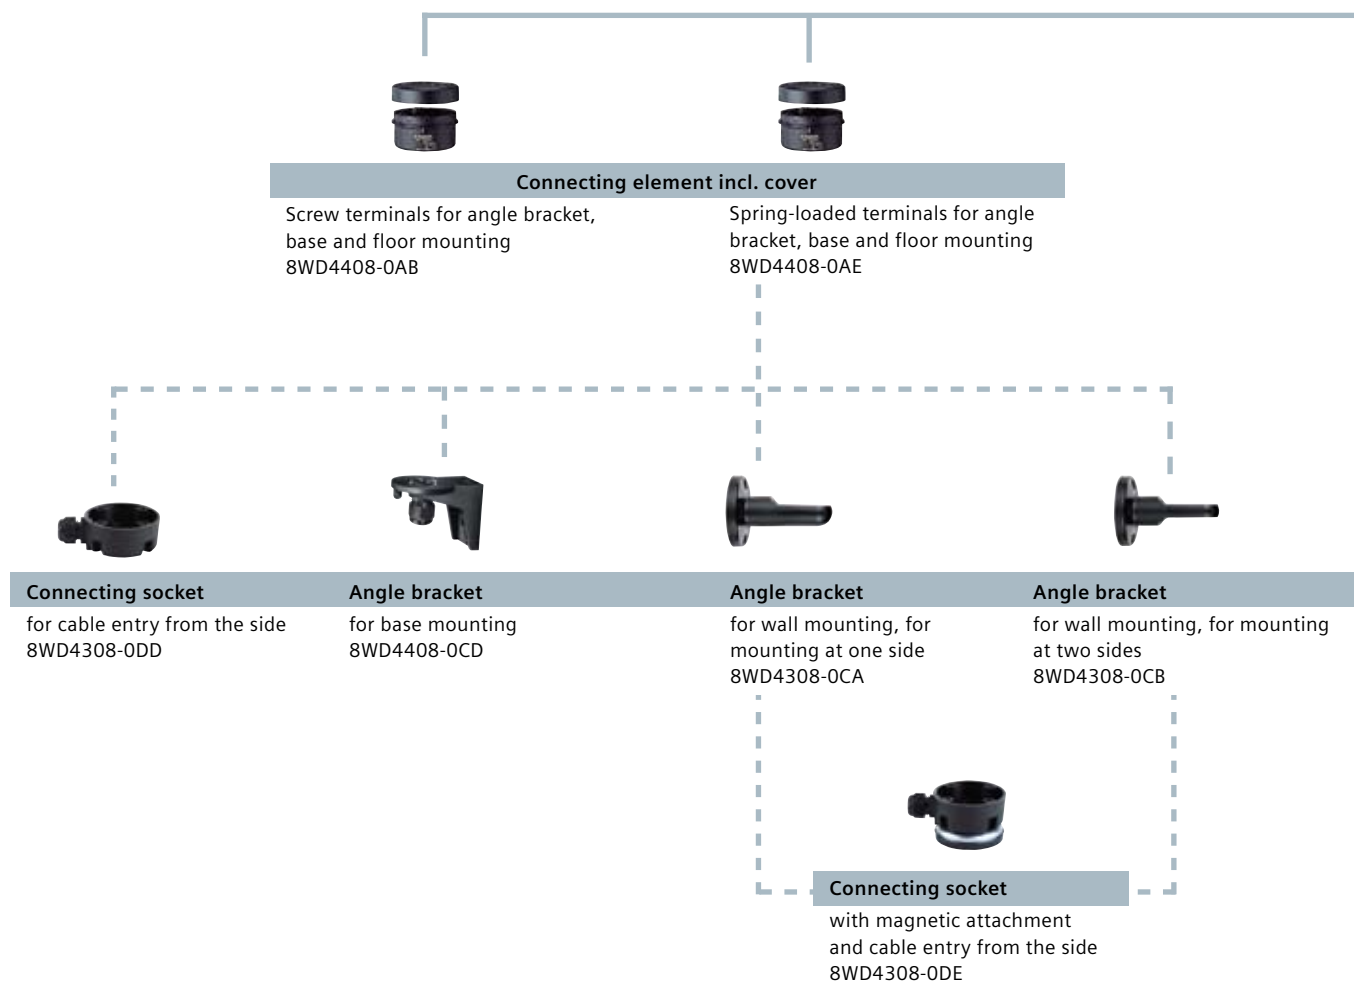 Connecting element incl. cover
Screw terminals for angle bracket,
base and floor mounting
8WD4408-0AB
Spring-loaded terminals for angle
bracket, base and floor mounting
8WD4408-0AE
Connecting socket
for cable entry from the side
8WD4308-0DD
Angle bracket
for base mounting
8WD4408-0CD
Angle bracket
for wall mounting, for
mounting at one side
8WD4308-0CA
Angle bracket
for wall mounting, for mounting
at two sides
8WD4308-0CB
Connecting socket
with magnetic attachment
and cable entry from the side
8WD4308-0DE